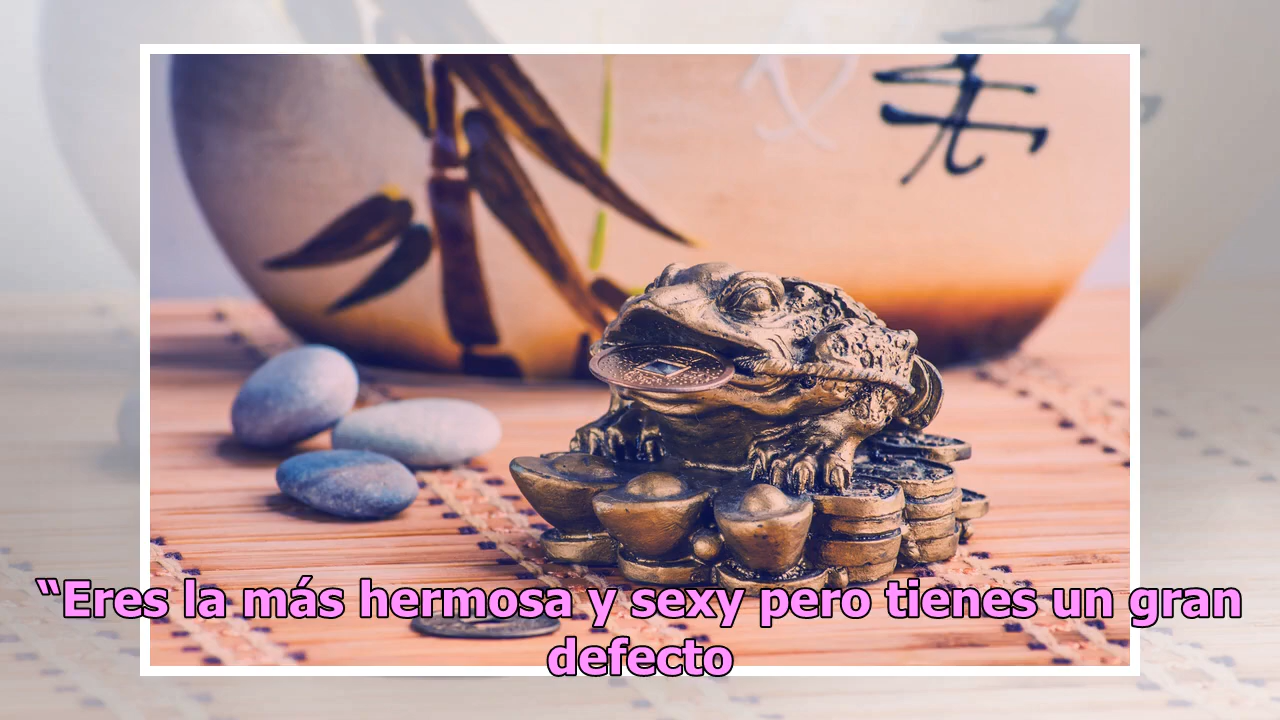 “Eres la más hermosa y sexy pero tienes un gran
defecto